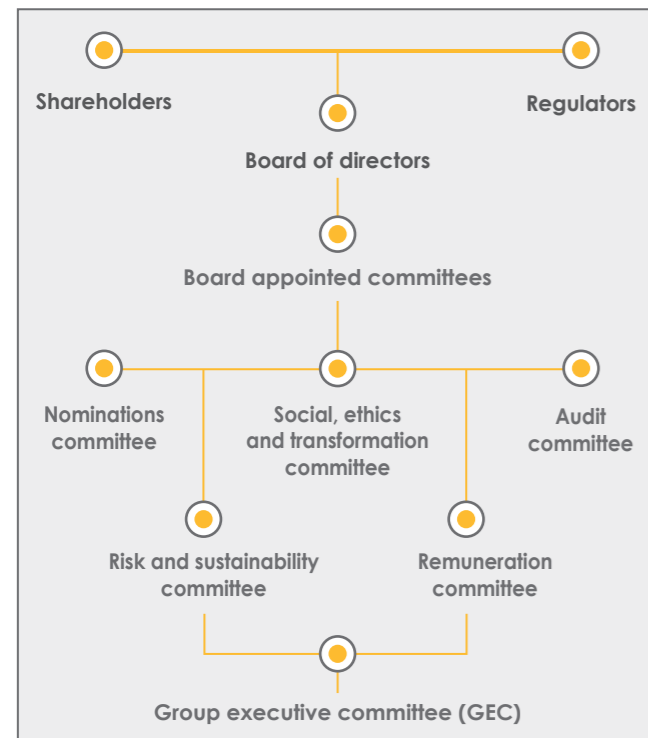 Shareholders
Regulators
Board of directors
Board appointed committees
Nominations
committee
Social, ethics
and transformation
committee
Audit
committee
Risk and sustainability
committee
Remuneration
committee
Group executive committee (GEC)